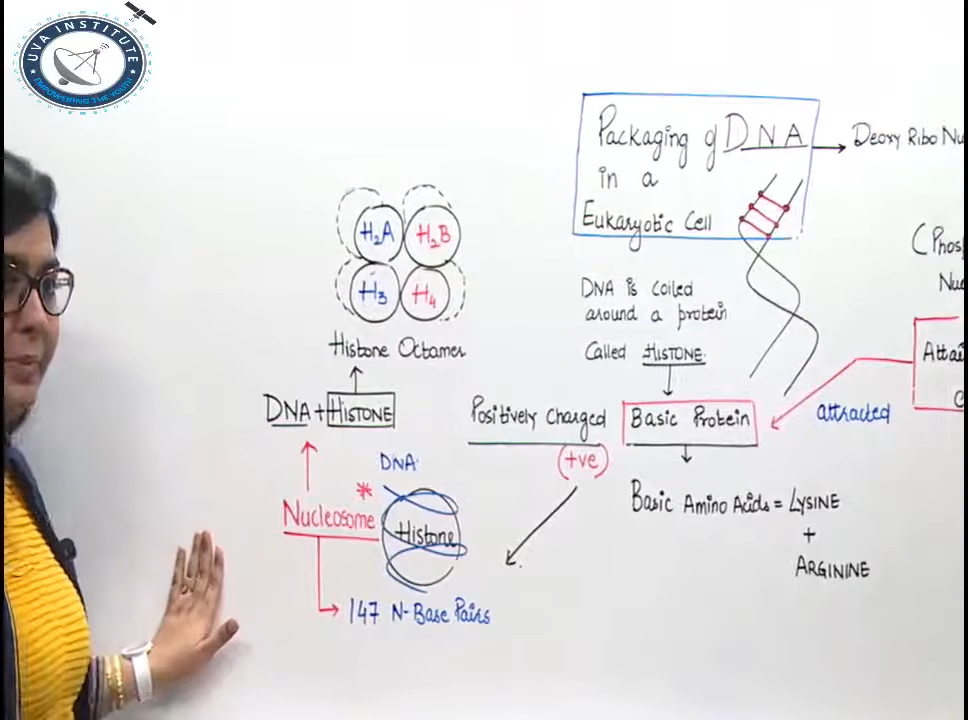 UVA INSTITUTE
EMPOWERING THE YOUTH
Packaging of DNA
in a
Eukaryotic Cell
Deoxy Ribo Nu
H2A
H2B
H3
H4
Histone Octamer
DNA + HISTONE
Nucleosome
*
DNA
Histone
147 N-Base Pairs
DNA is coiled
around a protein
Called HISTONE
Positively Charged
(+ve)
Basic Protein
attracted
Basic Amino Acids = LYSINE
+
ARGININE
(Phos
Nu
Attai
C